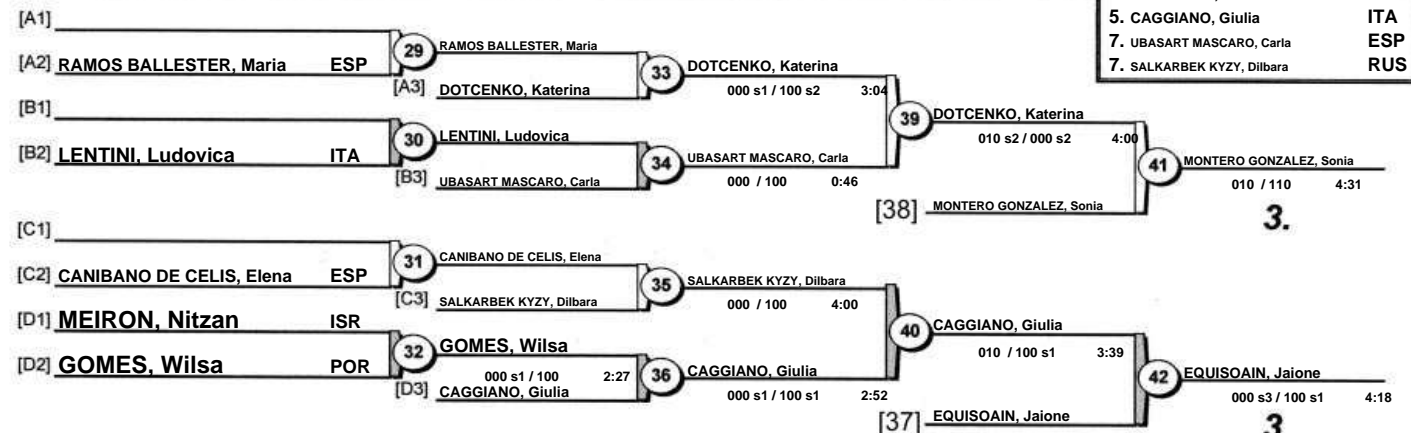 5. CAGGIANO, Giulia ITA
7. UBASART MASCARO, Carla ESP
7. SALKARBEK KYZY, Dilbara RUS
[A1]
[A2] RAMOS BALLESTER, Maria ESP
29
RAMOS BALLESTER, Maria
[A3] DOTCENKO, Katerina
33
DOTCENKO, Katerina
000 s1 / 100 s2 3:04
[B1]
[B2] LENTINI, Ludovica ITA
30
LENTINI, Ludovica
[B3] UBASART MASCARO, Carla
34
UBASART MASCARO, Carla
000 / 100 0:46
39
DOTCENKO, Katerina
010 s2 / 000 s2 4:00
[38] MONTERO GONZALEZ, Sonia
41
MONTERO GONZALEZ, Sonia
010 / 110 4:31
3.
[C1]
[C2] CANIBANO DE CELIS, Elena ESP
31
CANIBANO DE CELIS, Elena
[C3] SALKARBEK KYZY, Dilbara
35
SALKARBEK KYZY, Dilbara
000 / 100 4:00
[D1] MEIRON, Nitzan ISR
[D2] GOMES, Wilsa POR
32
GOMES, Wilsa
000 s1 / 100 2:27
[D3] CAGGIANO, Giulia
36
CAGGIANO, Giulia
000 s1 / 100 s1 2:52
40
CAGGIANO, Giulia
010 / 100 s1 3:39
[37] EQUISOAIN, Jaione
42
EQUISOAIN, Jaione
000 s3 / 100 s1 4:18
3